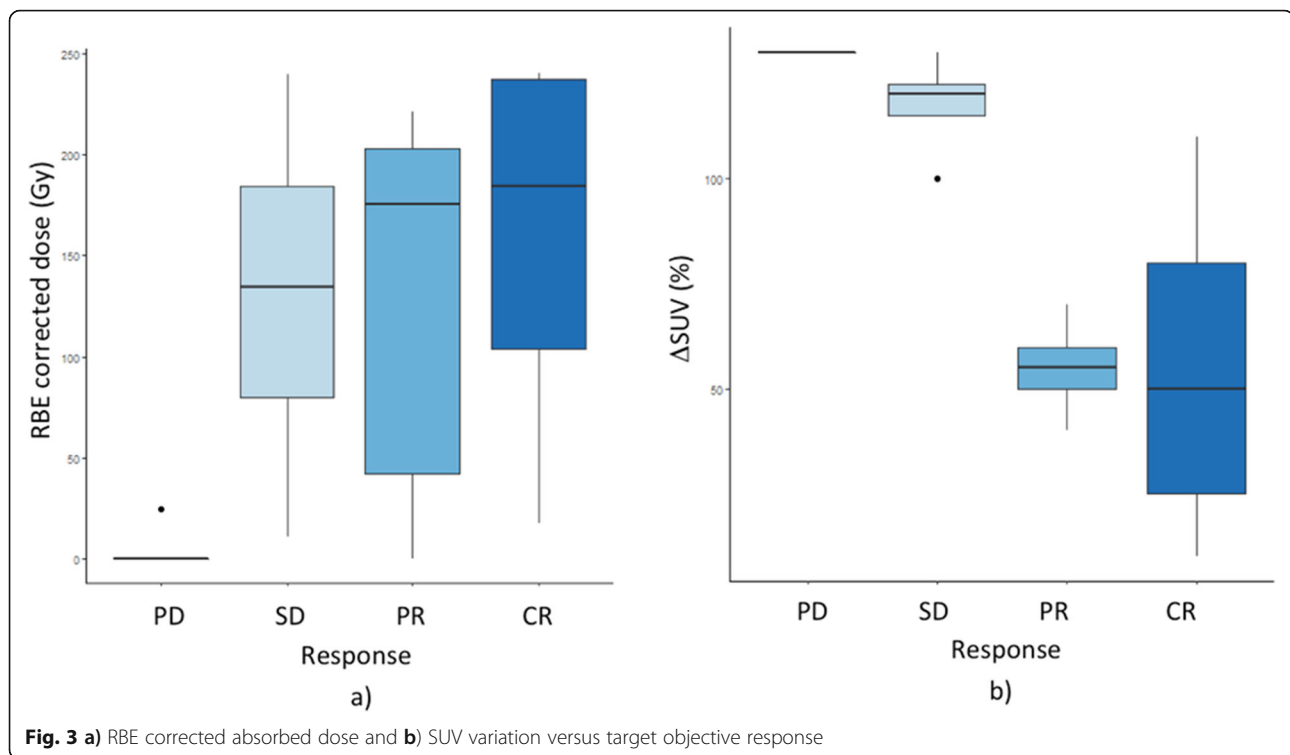 250
200
150
100
50
0
RBE corrected dose (Gy)
PD SD PR CR
Response
a)
100
50
ΔSUV (%)
PD SD PR CR
Response
b)
Fig. 3 a) RBE corrected absorbed dose and b) SUV variation versus target objective response